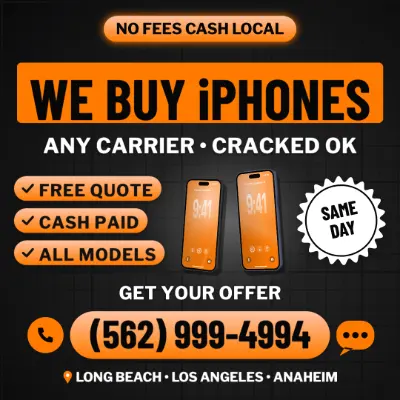 NO FEES CASH LOCAL
WE BUY iPHONES
ANY CARRIER • CRACKED OK
FREE QUOTE
CASH PAID
ALL MODELS
9:41
9:41
SAME
DAY
GET YOUR OFFER
(562) 999-4994
LONG BEACH • LOS ANGELES • ANAHEIM